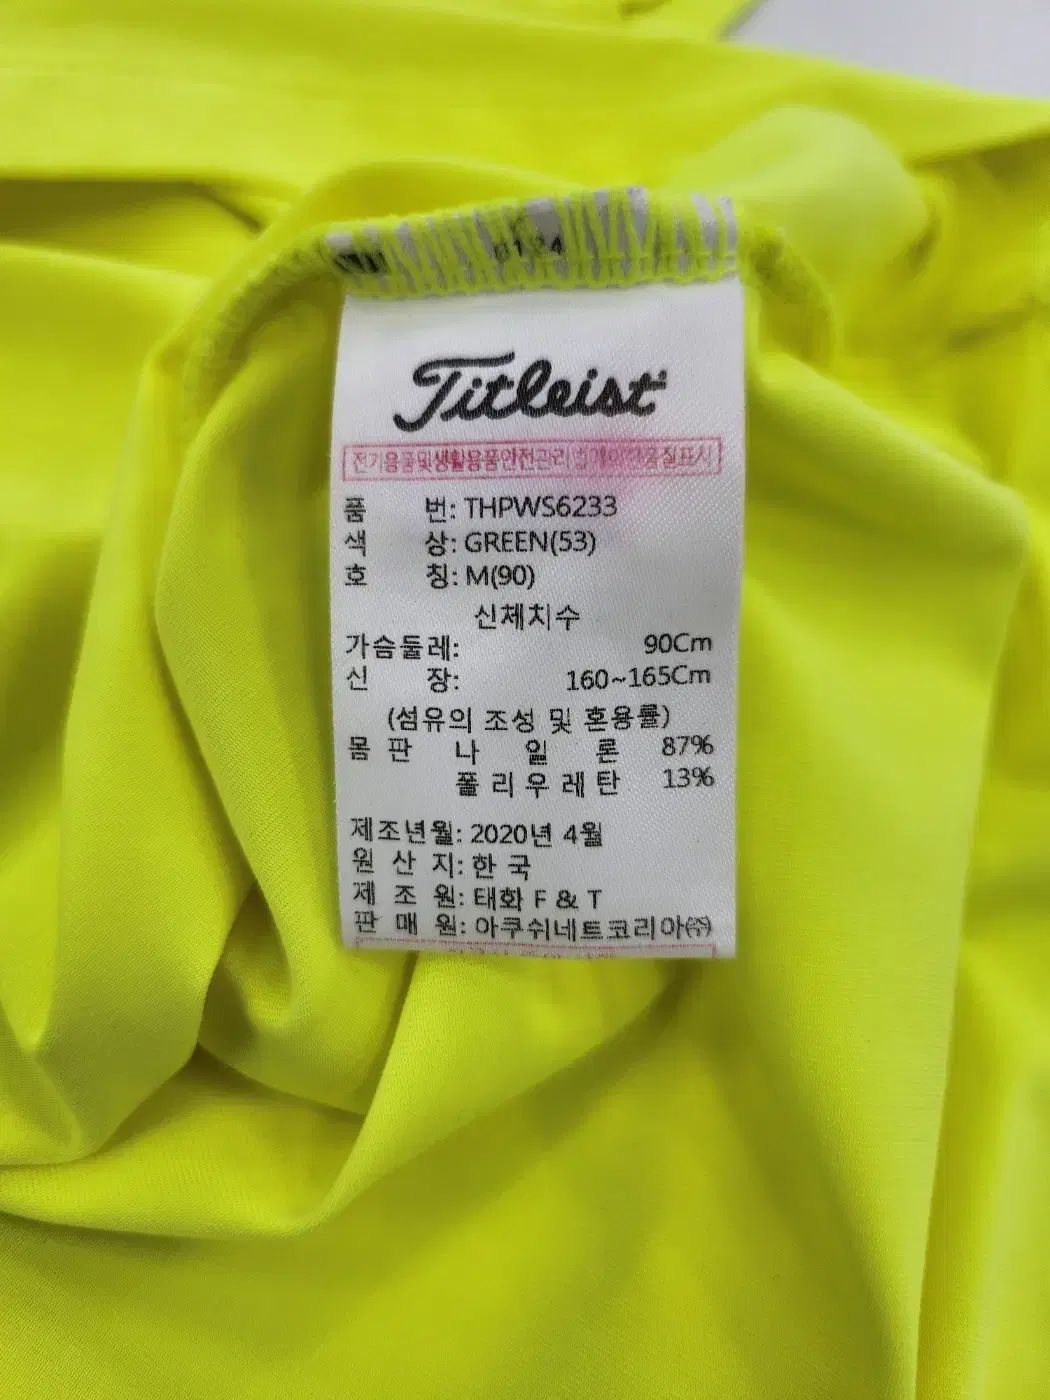 Titleist
전기용품및생활용품안전관리법에의한품질표시
품 번: THPWS6233
색 상: GREEN(53)
호 칭: M(90)
신체치수
가슴둘레: 90Cm
신 장: 160~165Cm
(섬유의 조성 및 혼용률)
몸 판 나 일 론 87%
폴 리 우 레 탄 13%
제조년월: 2020년 4월
원 산 지: 한 국
제 조 원: 태화 F & T
판 매 원: 아쿠쉬네트코리아㈜